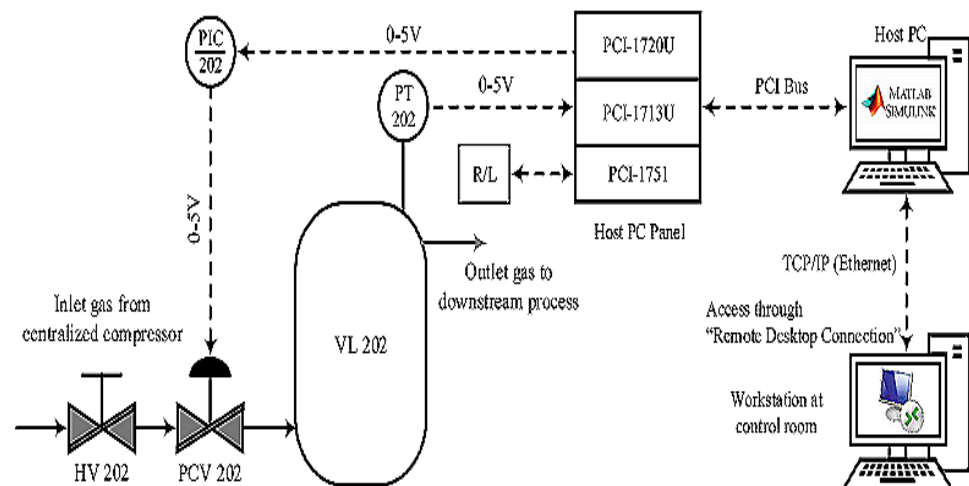 PIC
202
0-5V
PCI-1720U
Host PC
PT
202
0-5V
PCI-1713U
PCI Bus
MATLAB
SIMULINK
0-5V
R/L
PCI-1751
Host PC Panel
Outlet gas to
downstream process
TCP/IP (Ethernet)
Inlet gas from
centralized compressor
Access through
"Remote Desktop Connection"
VL 202
Workstation at
control room
HV 202
PCV 202